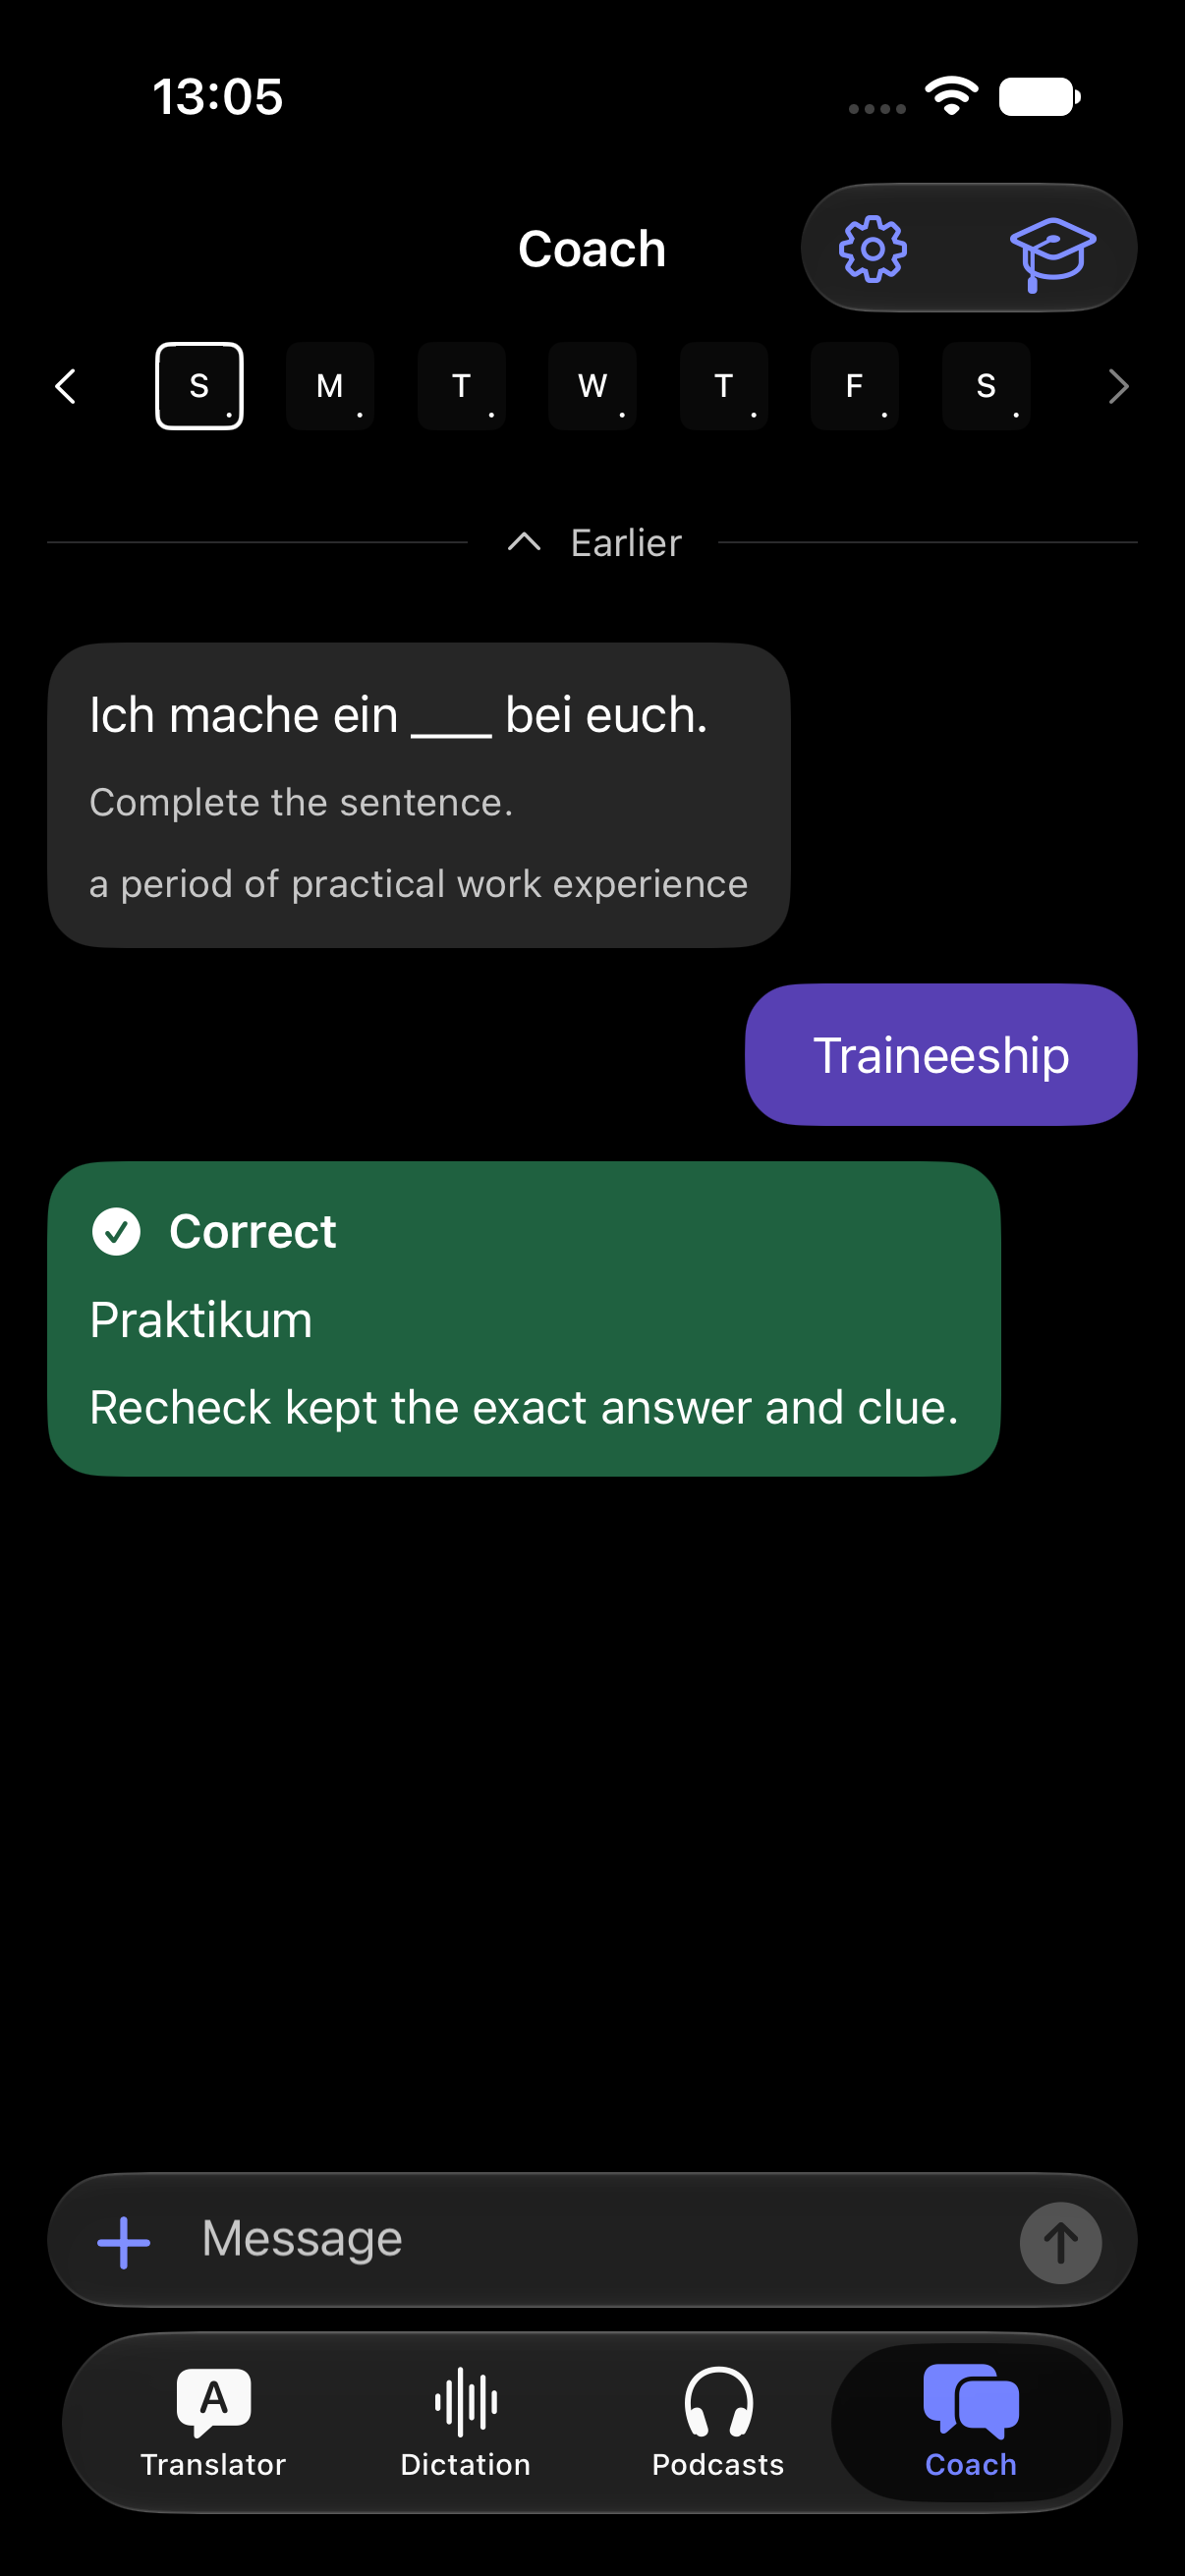 13:05
Coach
S. M. T. W. T. F. S.
Earlier
Ich mache ein ____ bei euch.
Complete the sentence.
a period of practical work experience
Traineeship
Correct
Praktikum
Recheck kept the exact answer and clue.
Message
A
Translator Dictation Podcasts Coach